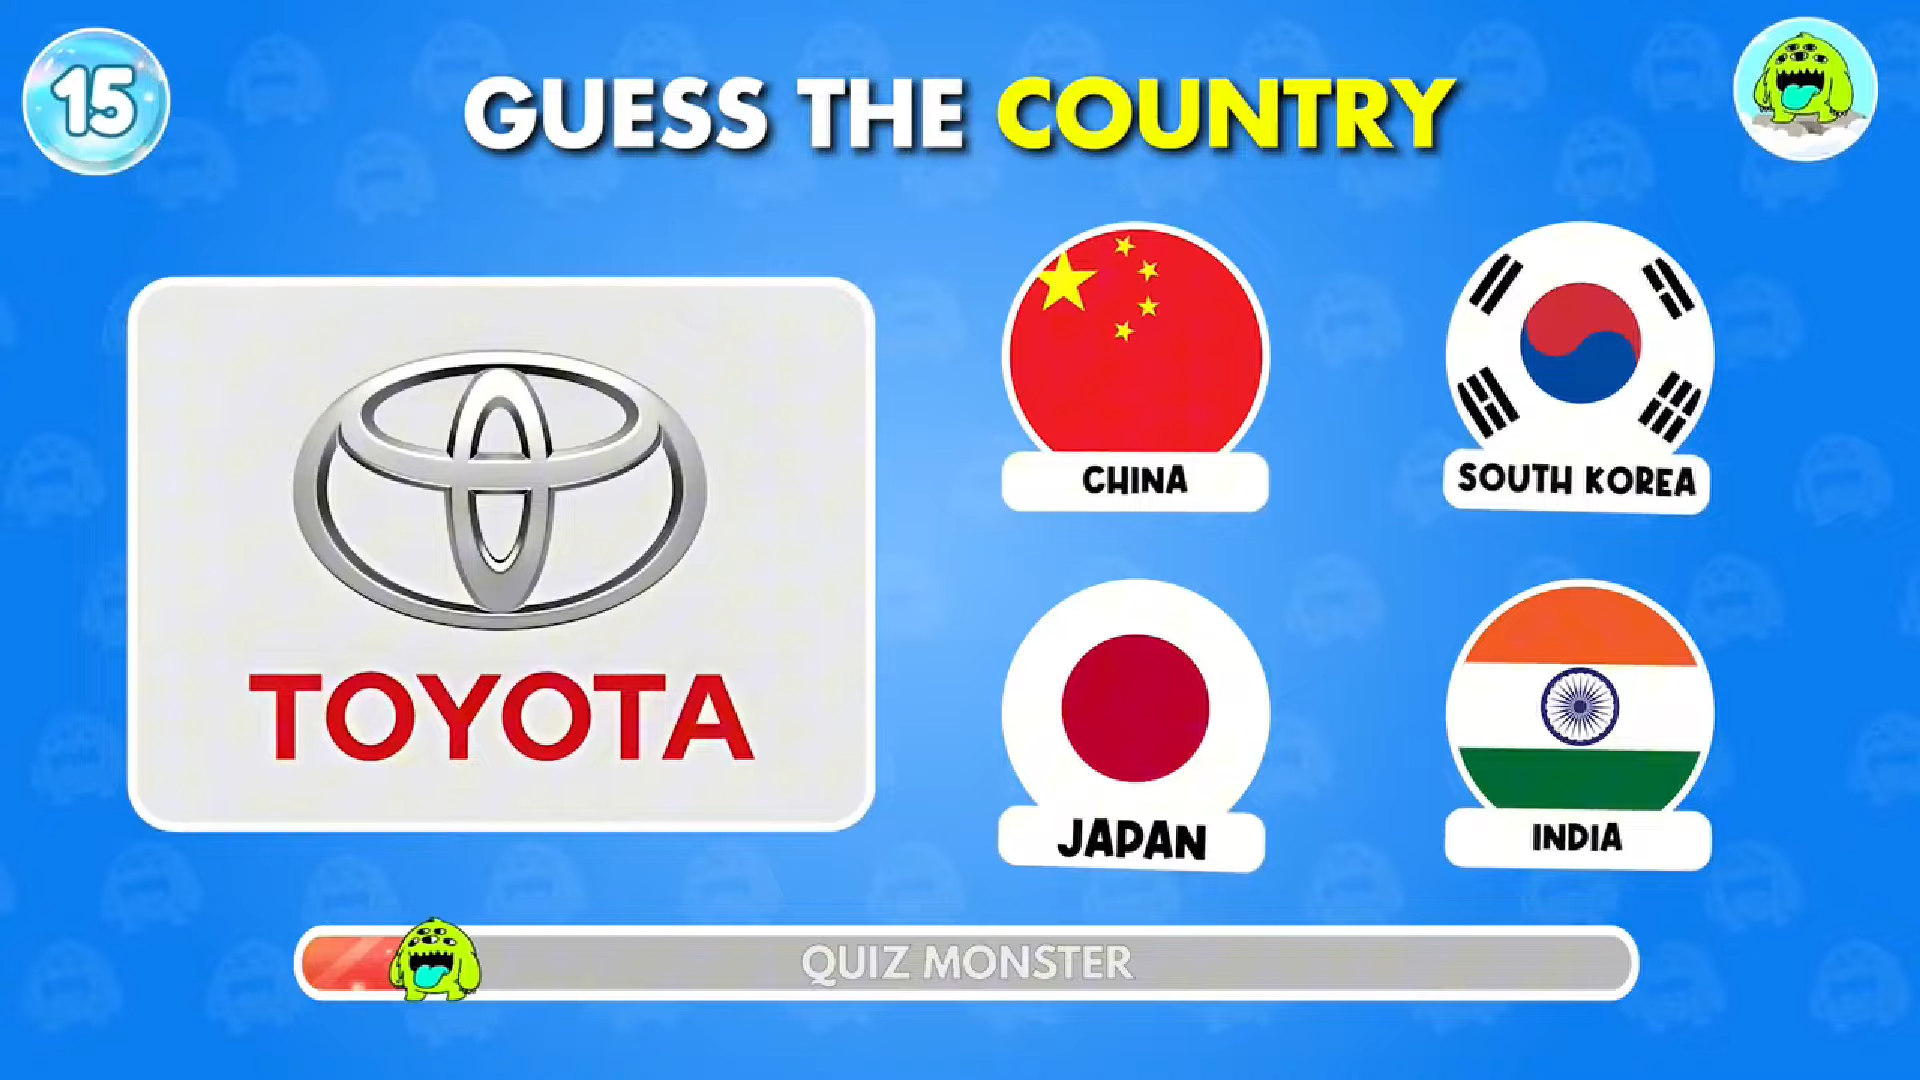 15
GUESS THE COUNTRY
TOYOTA
CHINA
SOUTH KOREA
JAPAN
INDIA
QUIZ MONSTER